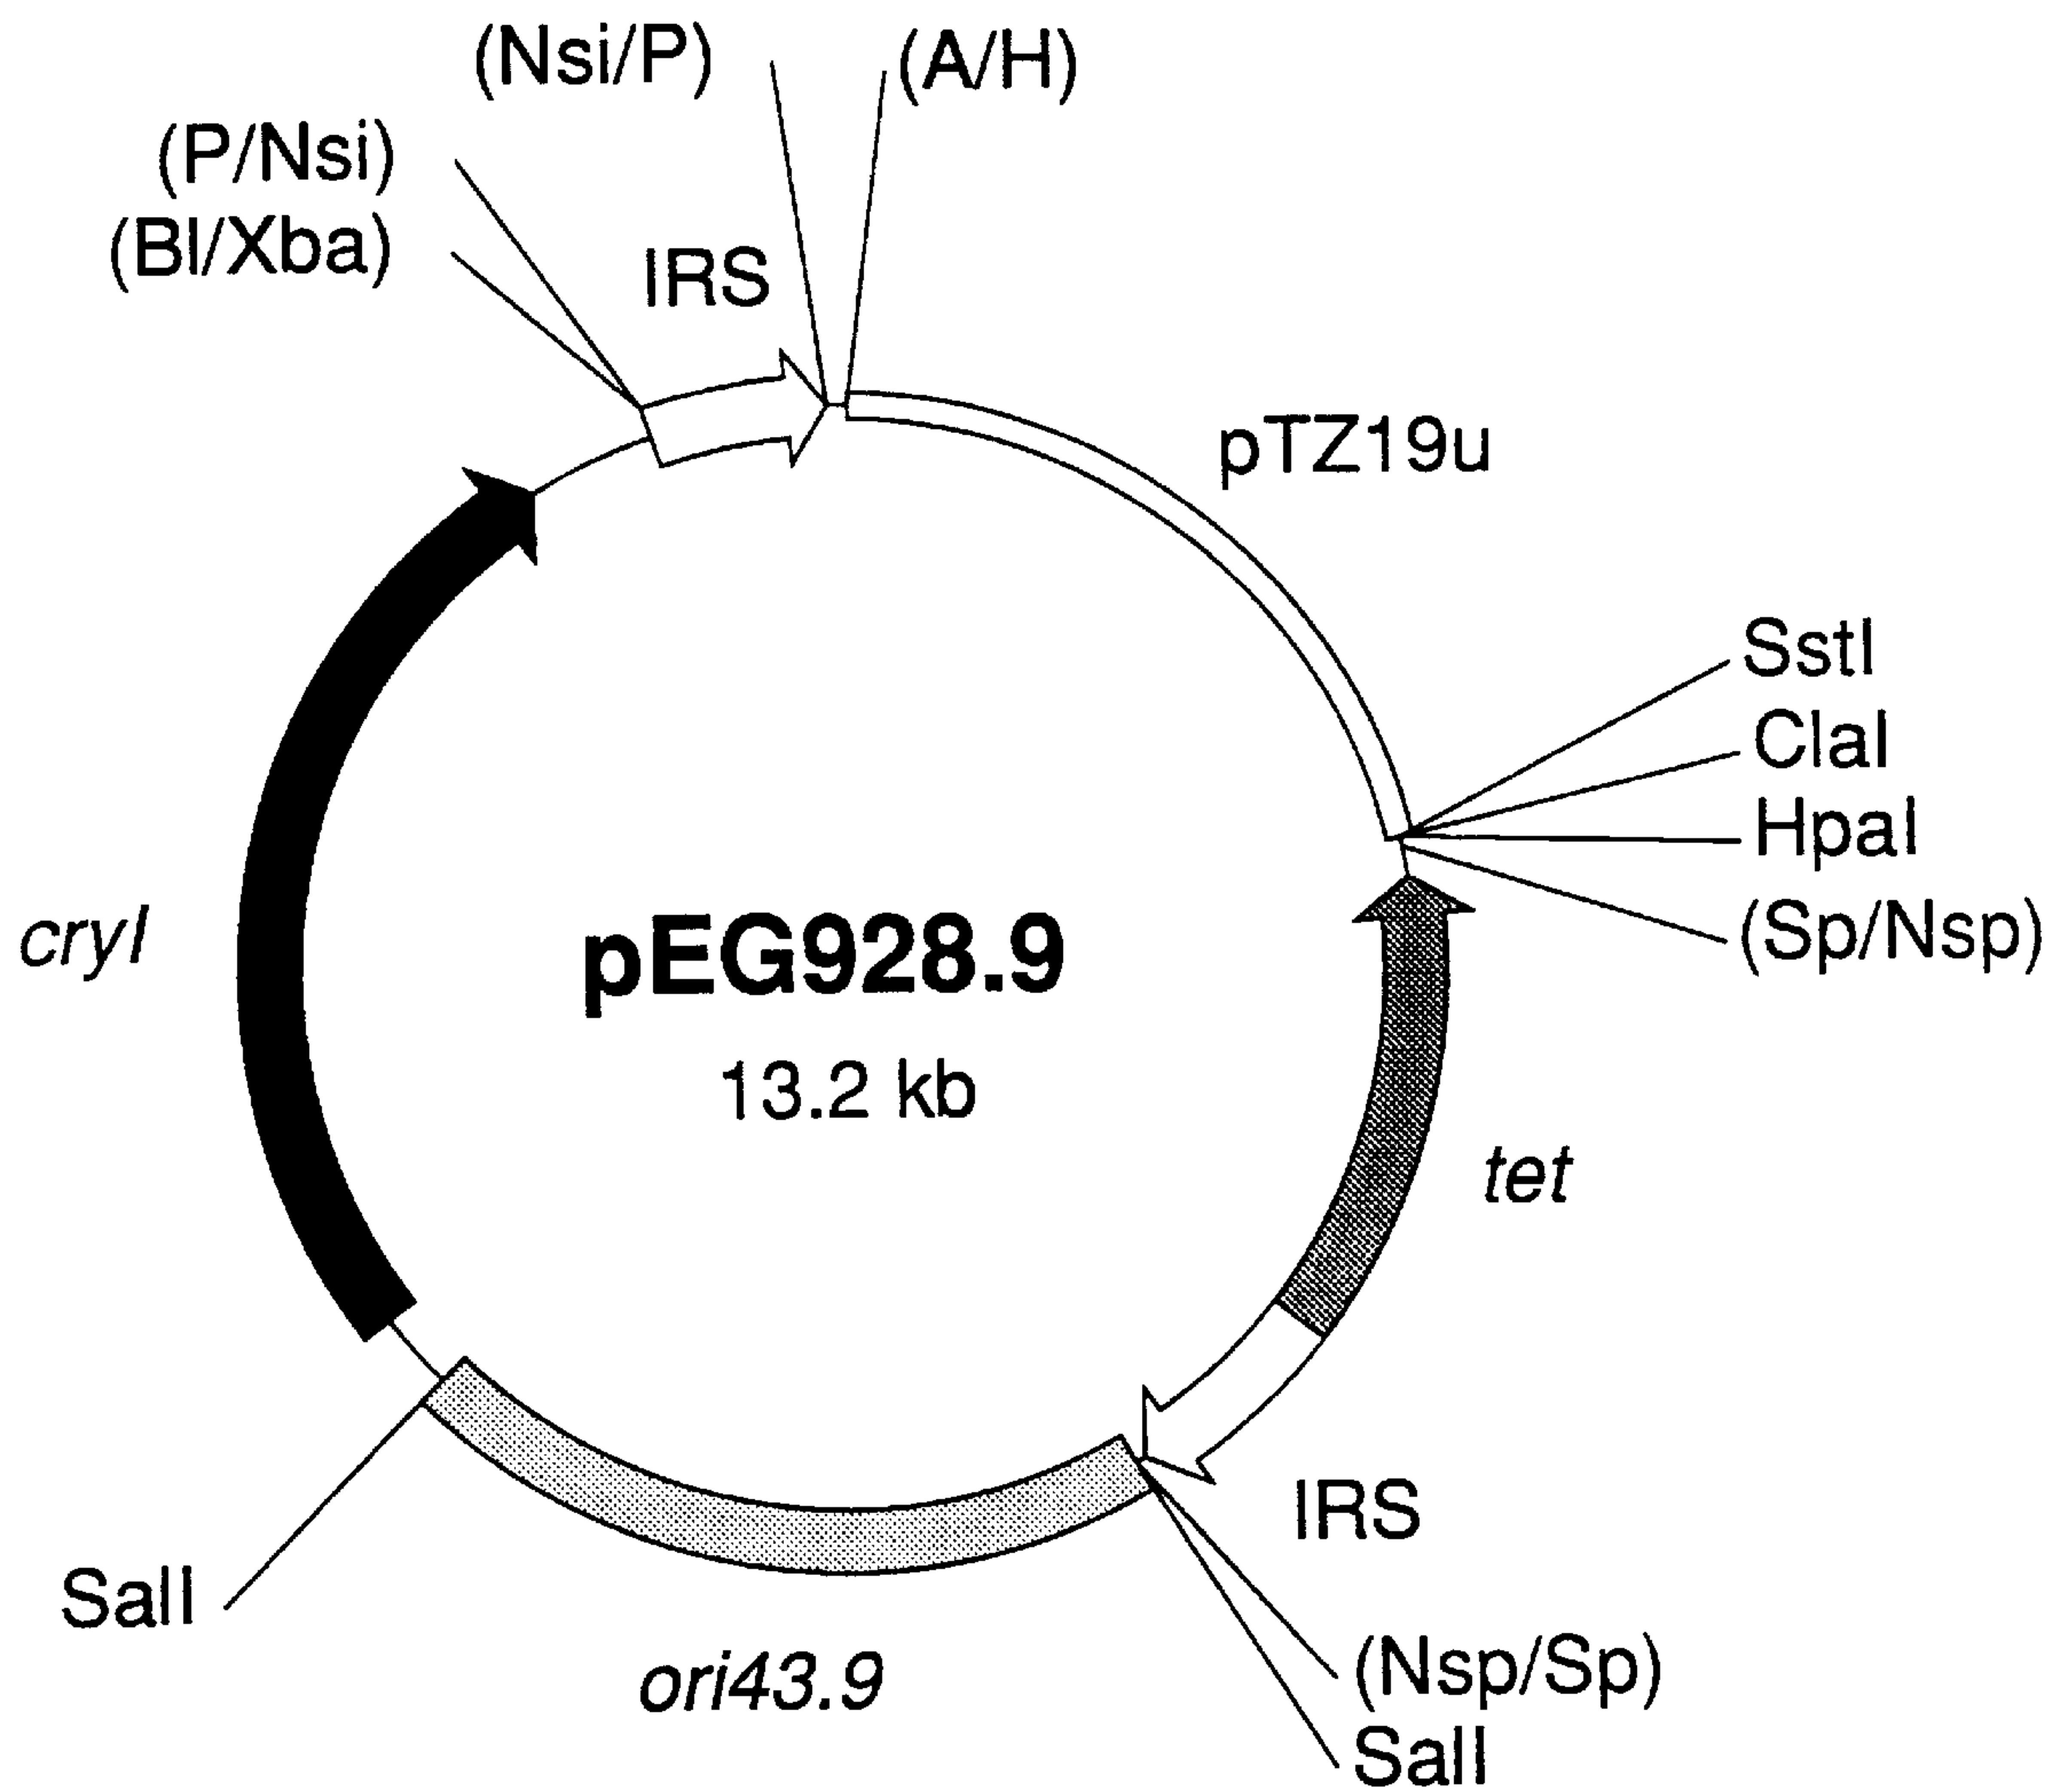 (Nsi/P)
(A/H)
(P/Nsi)
(Bl/Xba)
IRS
pTZ19u
SstI
ClaI
HpaI
(Sp/Nsp)
cryI
pEG928.9
13.2 kb
tet
IRS
SalI
ori43.9
(Nsp/Sp)
SalI